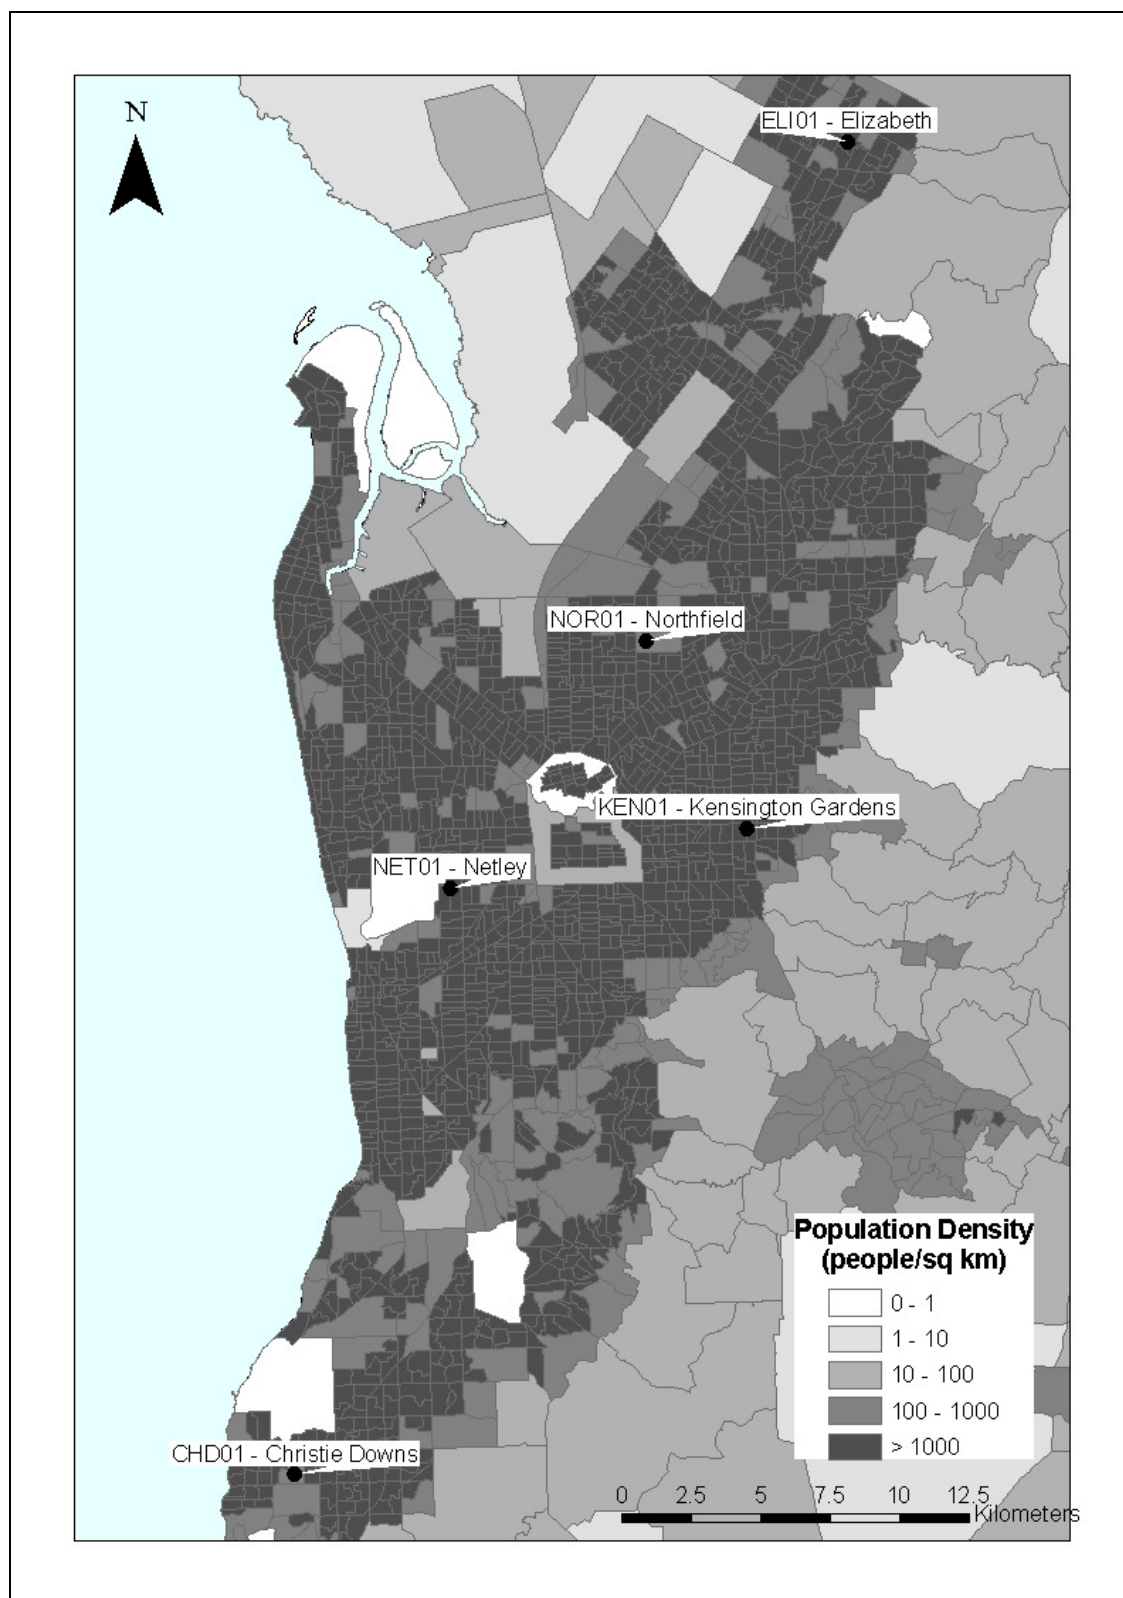 N
ELI01 - Elizabeth
NOR01 - Northfield
KEN01 - Kensington Gardens
NET01 - Netley
Population Density
(people/sq km)
0 - 1
1 - 10
10 - 100
100 - 1000
> 1000
CHD01 - Christie Downs
0 2.5 5 7.5 10 12.5
Kilometers